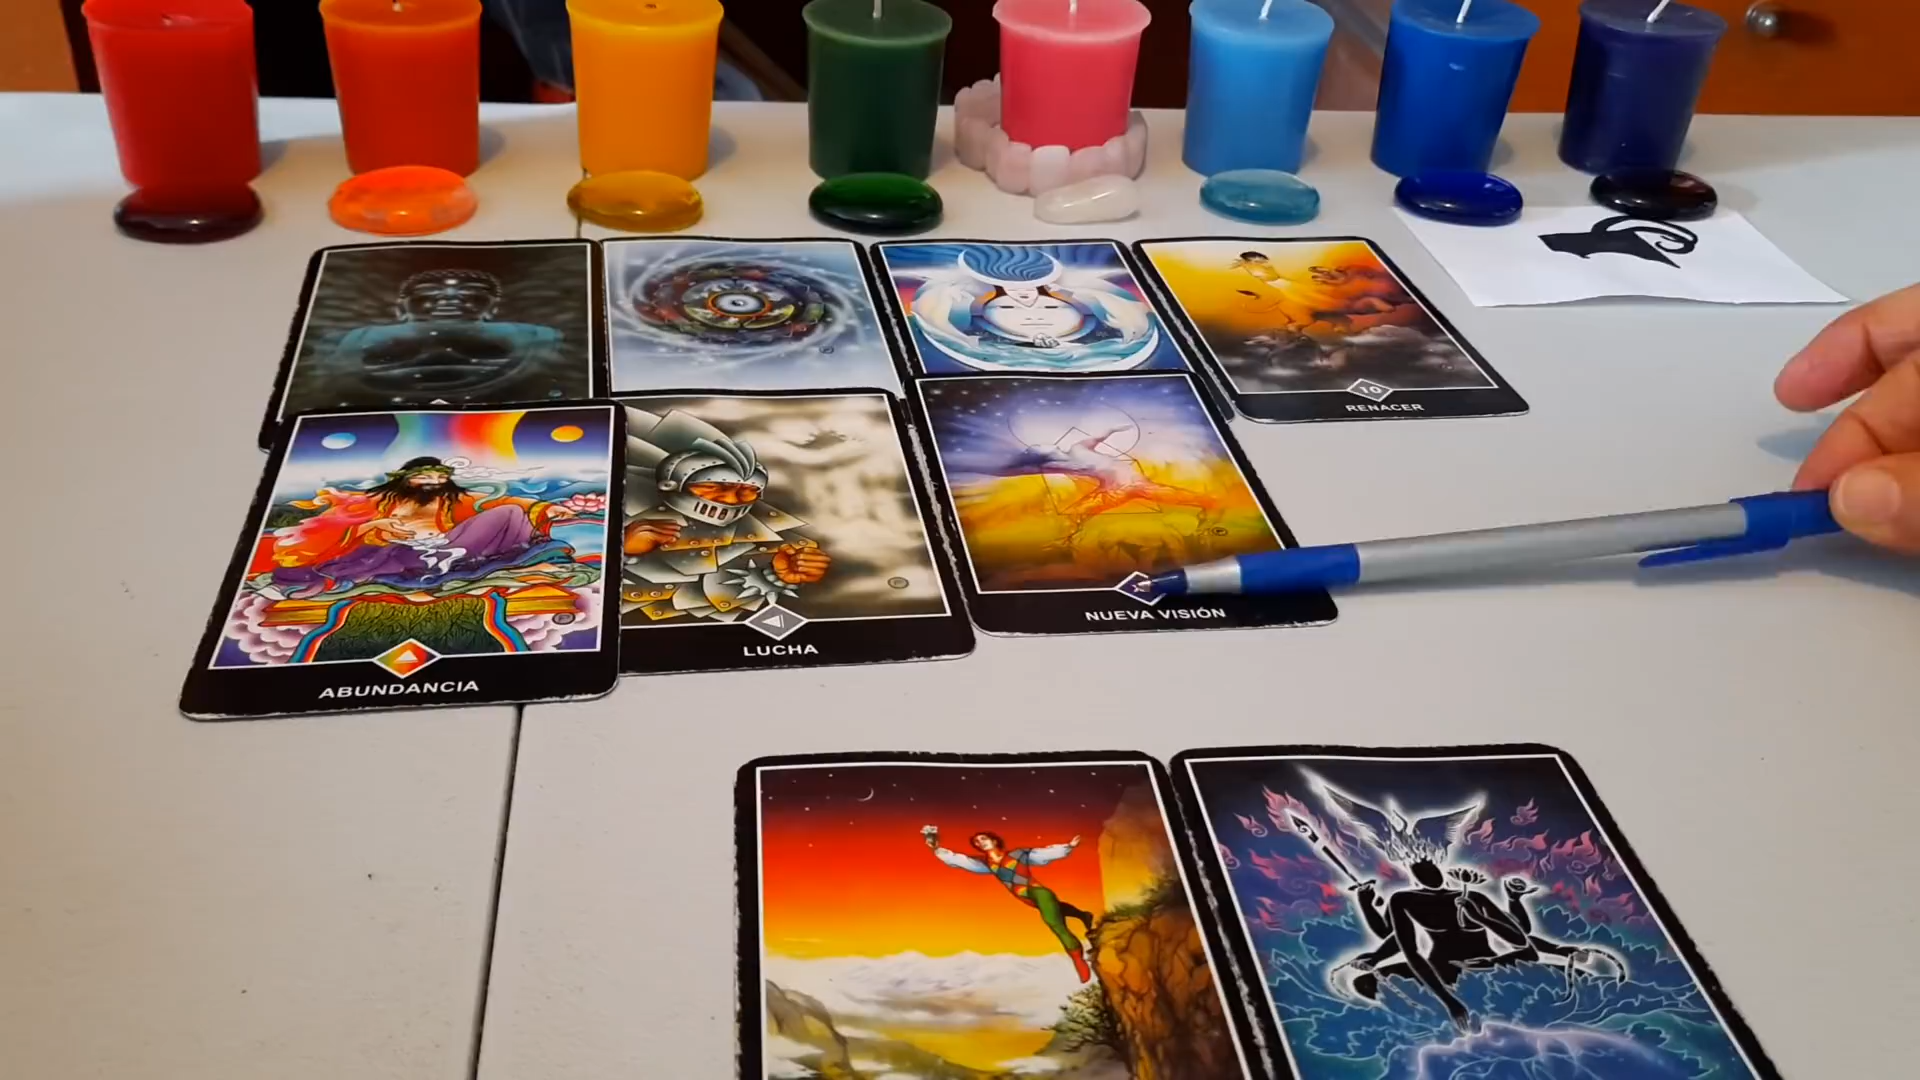 10
RENACER
NUEVA VISIÓN
LUCHA
ABUNDANCIA